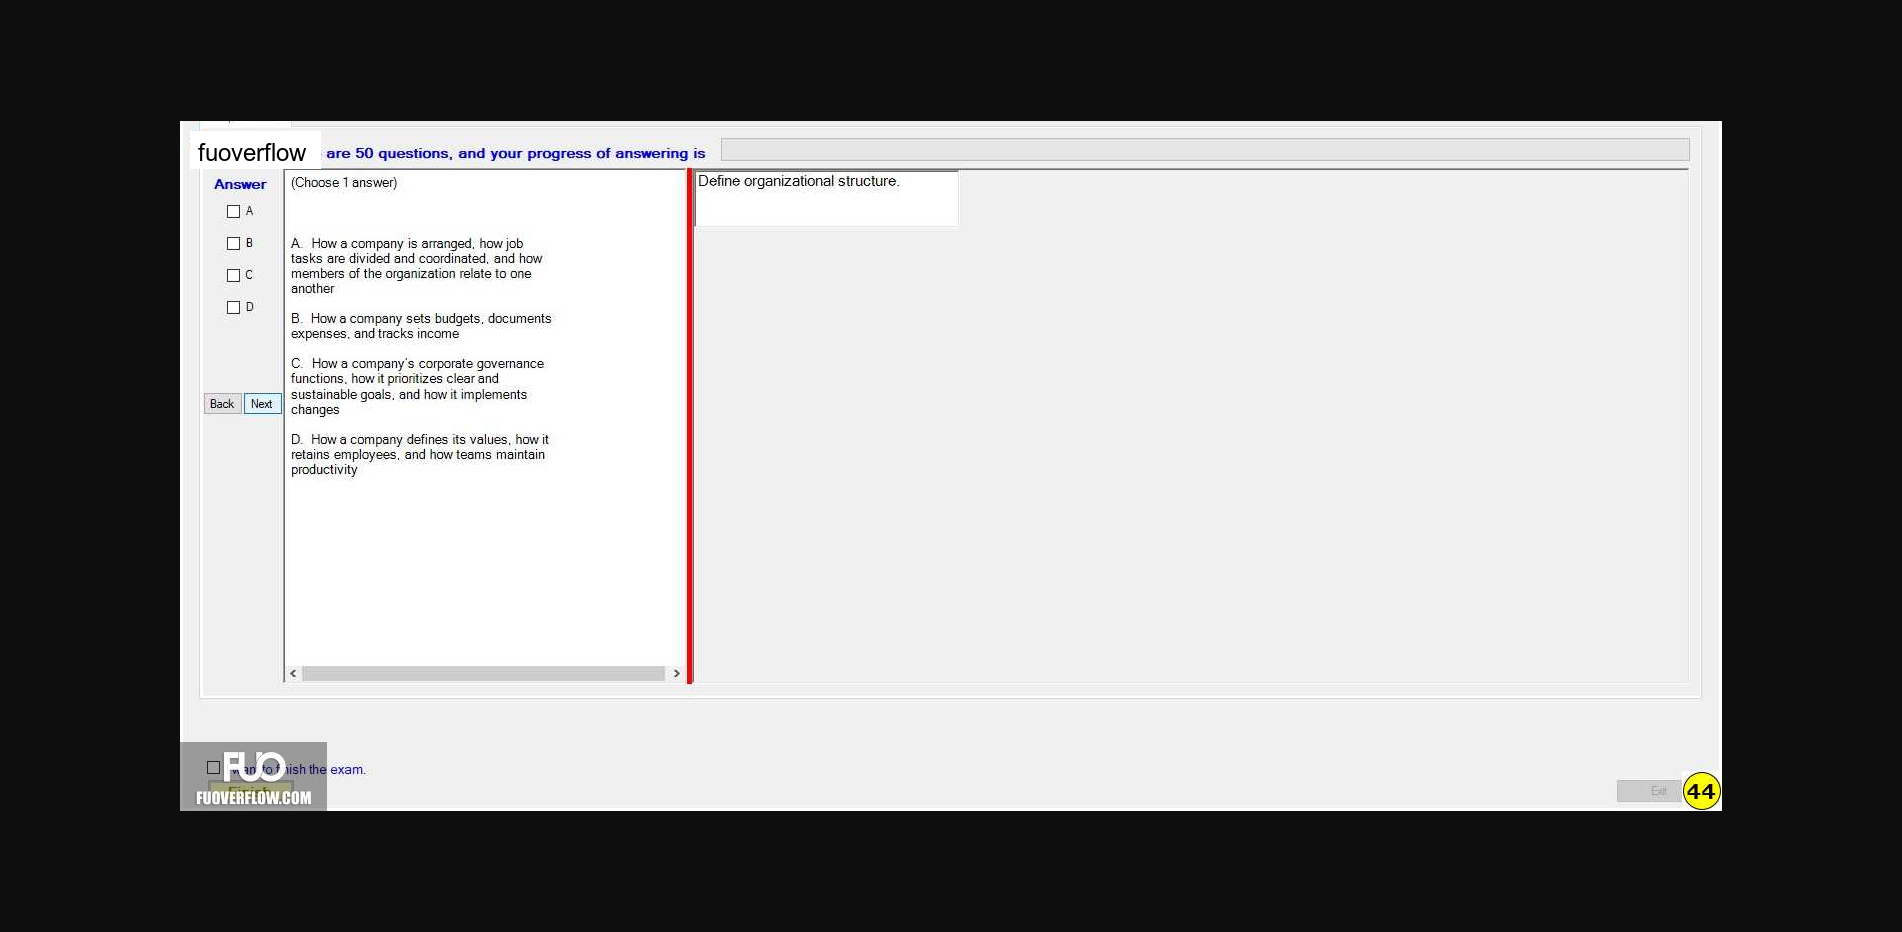 fuoverflow are 50 questions, and your progress of answering is
Answer
A
B
C
D
Back Next
(Choose 1 answer)
A. How a company is arranged, how job
tasks are divided and coordinated, and how
members of the organization relate to one
another
B. How a company sets budgets, documents
expenses, and tracks income
C. How a company's corporate governance
functions, how it prioritizes clear and
sustainable goals, and how it implements
changes
D. How a company defines its values, how it
retains employees, and how teams maintain
productivity
Define organizational structure.
want to finish the exam.
Finish
FUO
FUOVERFLOW.COM
Exit
44